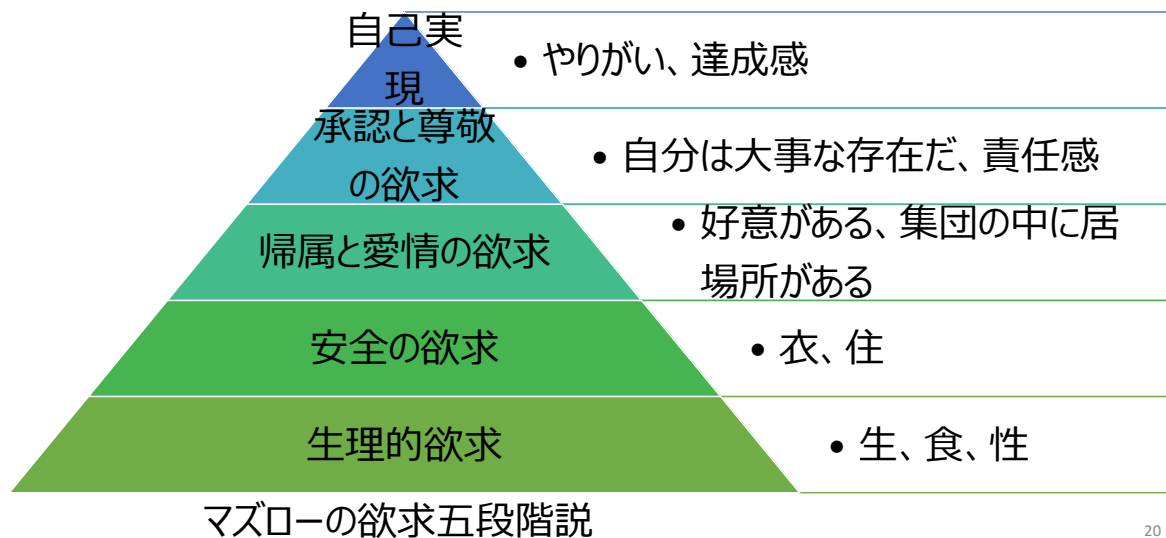 自己実
現
• やりがい、達成感
承認と尊敬
の欲求
• 自分は大事な存在だ、責任感
帰属と愛情の欲求
• 好意がある、集団の中に居
場所がある
安全の欲求
• 衣、住
生理的欲求
• 生、食、性
マズローの欲求五段階説
20